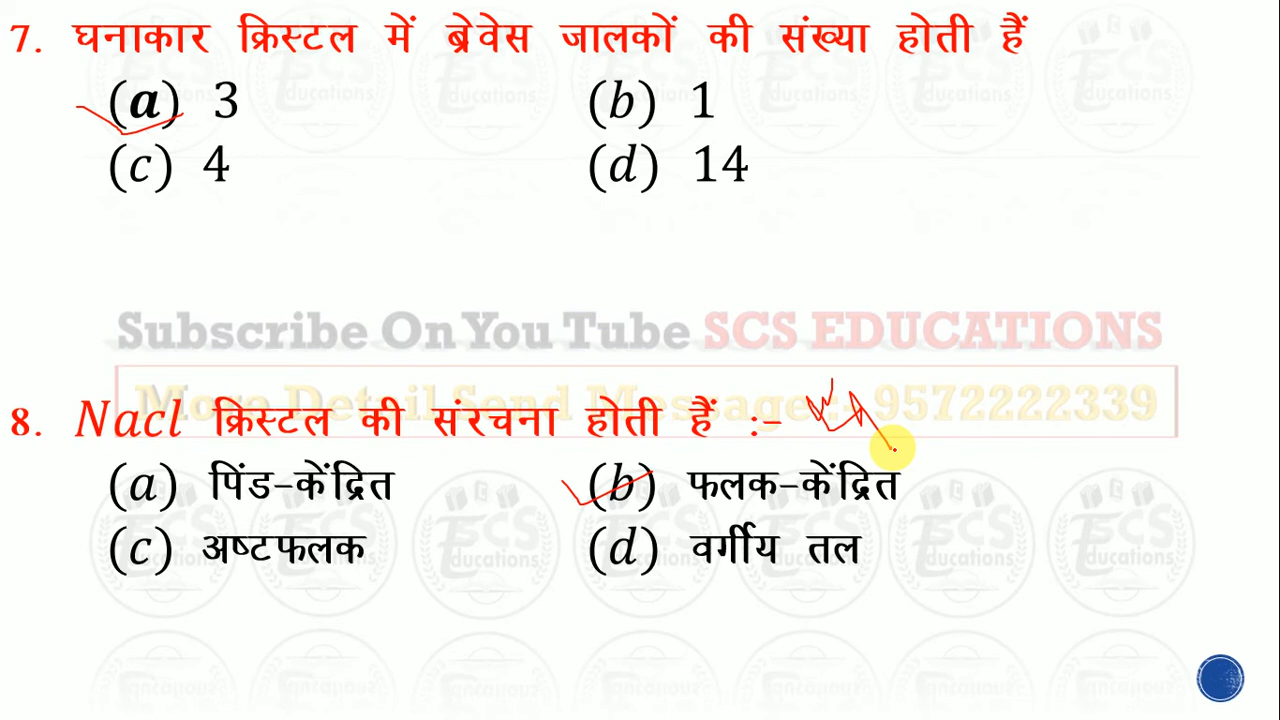 7. घनाकार क्रिस्टल में ब्रेवेस जालकों की संख्या होती हैं
(a) 3 (b) 1
(c) 4 (d) 14
Subscribe On You Tube SCS EDUCATIONS
More Detail Send Message:- 9572222339
8. Nacl क्रिस्टल की संरचना होती हैं :-
(a) पिंड-केंद्रित (b) फलक-केंद्रित
(c) अष्टफलक (d) वर्गीय तल